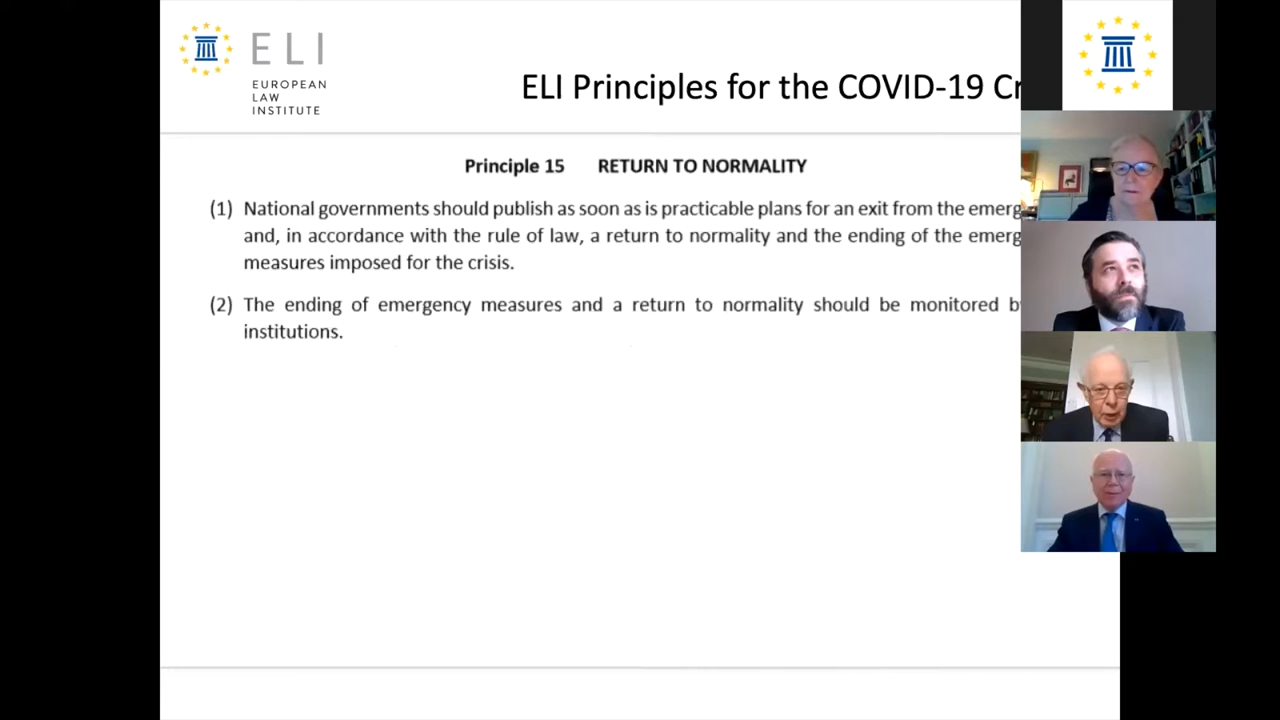 ELI
EUROPEAN
LAW
INSTITUTE
ELI Principles for the COVID-19
Principle 15 RETURN TO NORMALITY
(1) National governments should publish as soon as is practicable plans for an exit from the
and, in accordance with the rule of law, a return to normality and the ending of the
measures imposed for the crisis.
(2) The ending of emergency measures and a return to normality should be monitored
institutions.